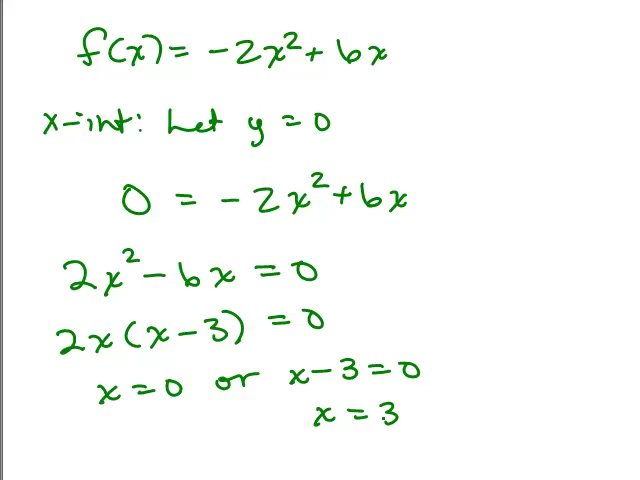 f(x) = -2x² + 6x
x-int: Let y = 0
0 = -2x² + 6x
2x² - 6x = 0
2x(x - 3) = 0
x = 0 or x - 3 = 0
x = 3